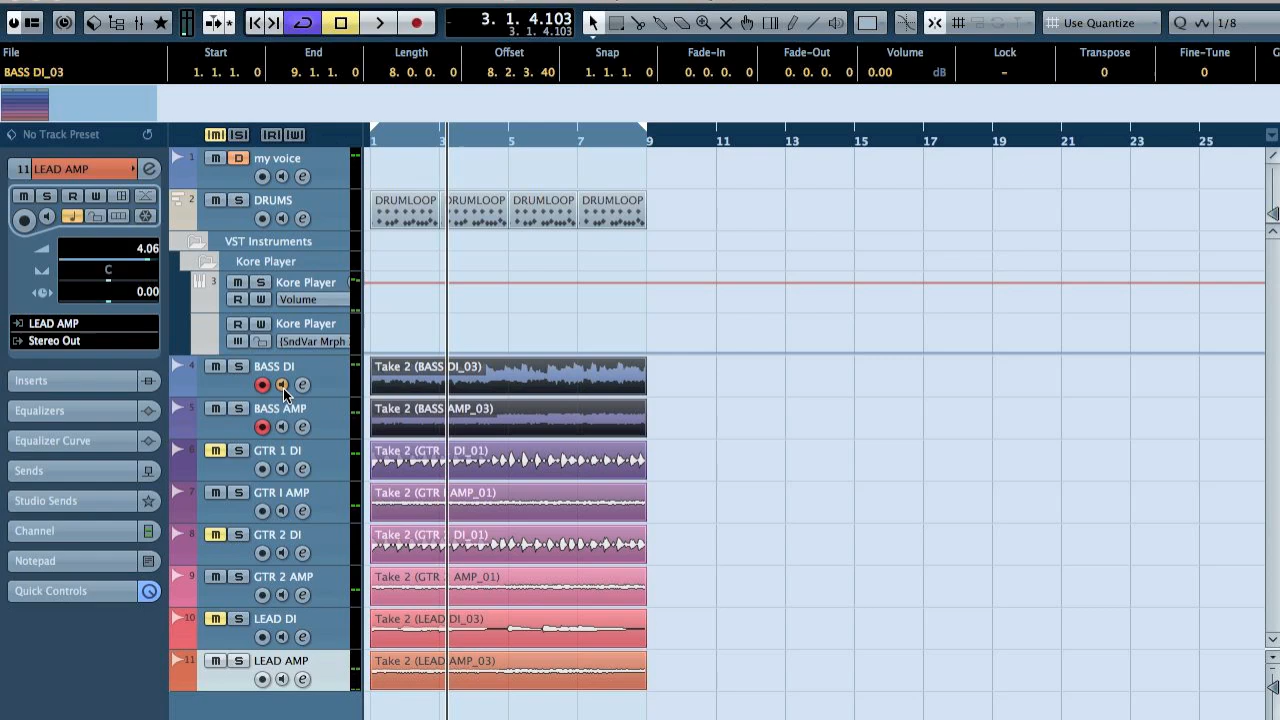 3. 1. 4.103
3. 1. 4.103
Use Quantize
1/8
File Start End Length Offset Snap Fade-In Fade-Out Volume Lock Transpose Fine-Tune
BASS DI_03 1. 1. 1. 0 9. 1. 1. 0 8. 0. 0. 0 8. 2. 3. 40 1. 1. 1. 0 0. 0. 0. 0 0. 0. 0. 0 0.00 dB – 0 0
No Track Preset
[M] [S] [R] [W]
1 3 5 7 9 11 13 15 17 19 21 23 25
11 LEAD AMP
M S R W
4.06
C
0.00
LEAD AMP
Stereo Out
Inserts
Equalizers
Equalizer Curve
Sends
Studio Sends
Channel
Notepad
Quick Controls
1 m D my voice
e
2 m S DRUMS
e
DRUMLOOP DRUMLOOP DRUMLOOP DRUMLOOP
VST Instruments
Kore Player
3 m S Kore Player
R W Volume
R W Kore Player
[SndVar Mrph
4 m S BASS DI
e
Take 2 (BASS DI_03)
5 m S BASS AMP
e
Take 2 (BASS AMP_03)
6 m S GTR 1 DI
e
Take 2 (GTR 1 DI_01)
7 m S GTR I AMP
e
Take 2 (GTR I AMP_01)
8 m S GTR 2 DI
e
Take 2 (GTR 2 DI_01)
9 m S GTR 2 AMP
e
Take 2 (GTR 2 AMP_01)
10 m S LEAD DI
e
Take 2 (LEAD DI_03)
11 m S LEAD AMP
e
Take 2 (LEAD AMP_03)